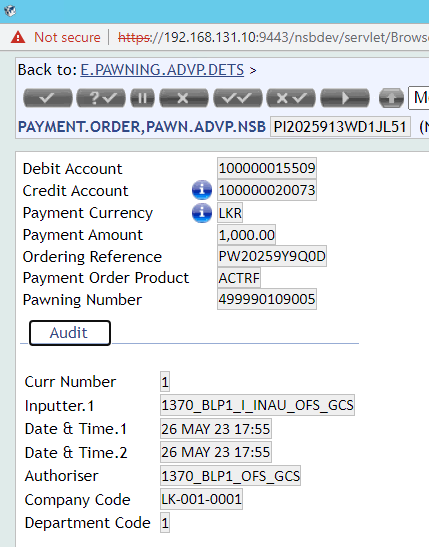 Not secure | https://192.168.131.10:9443/nsbdev/servlet/Brows
Back to: E.PAWNING.ADVP.DETS >
PAYMENT.ORDER,PAWN.ADVP.NSB PI2025913WD1JL51
Debit Account 100000015509
Credit Account 100000020073
Payment Currency LKR
Payment Amount 1,000.00
Ordering Reference PW20259Y9Q0D
Payment Order Product ACTRF
Pawning Number 499990109005
Audit
Curr Number 1
Inputter.1 1370_BLP1_I_INAU_OFS_GCS
Date & Time.1 26 MAY 23 17:55
Date & Time.2 26 MAY 23 17:55
Authoriser 1370_BLP1_OFS_GCS
Company Code LK-001-0001
Department Code 1